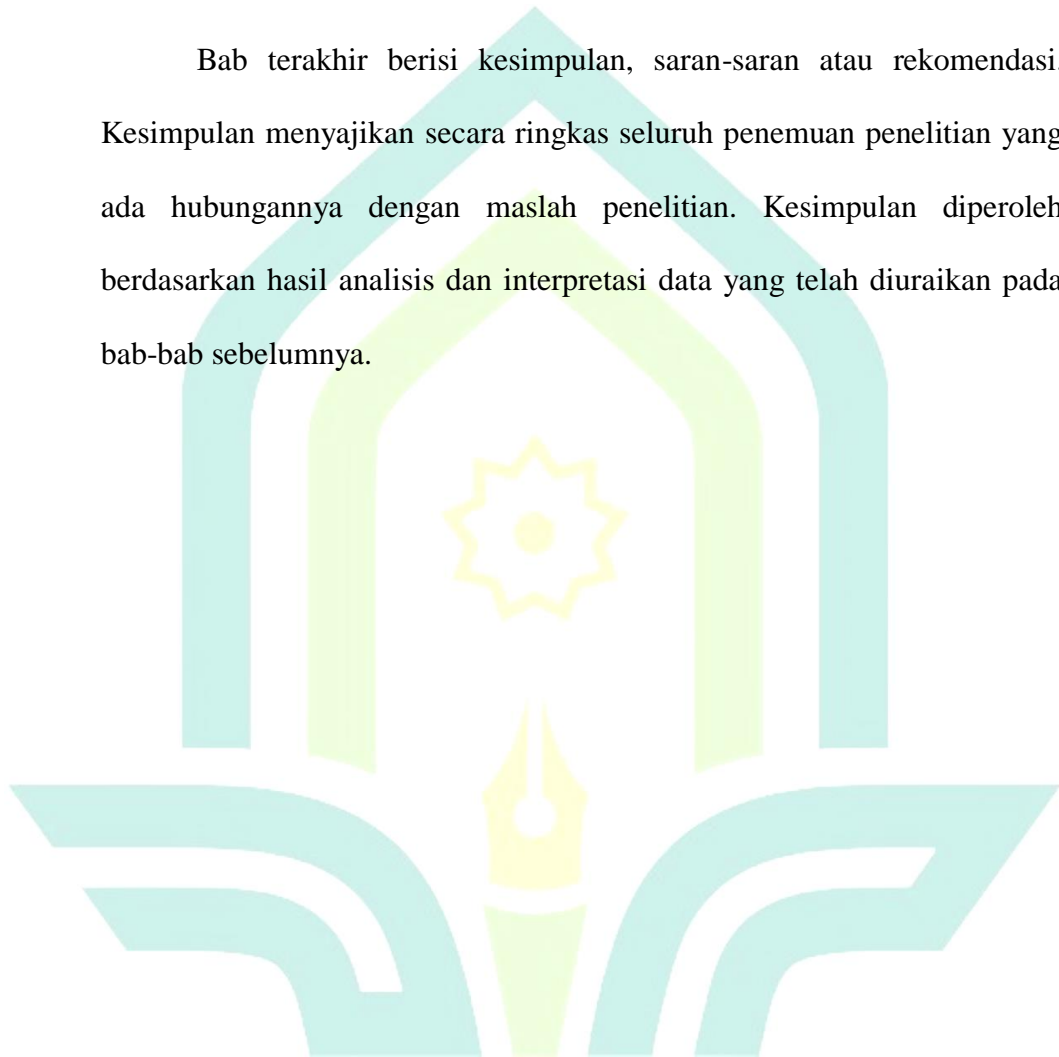 Bab terakhir berisi kesimpulan, saran-saran atau rekomendasi.
Kesimpulan menyajikan secara ringkas seluruh penemuan penelitian yang
ada hubungannya dengan maslah penelitian. Kesimpulan diperoleh
berdasarkan hasil analisis dan interpretasi data yang telah diuraikan pada
bab-bab sebelumnya.